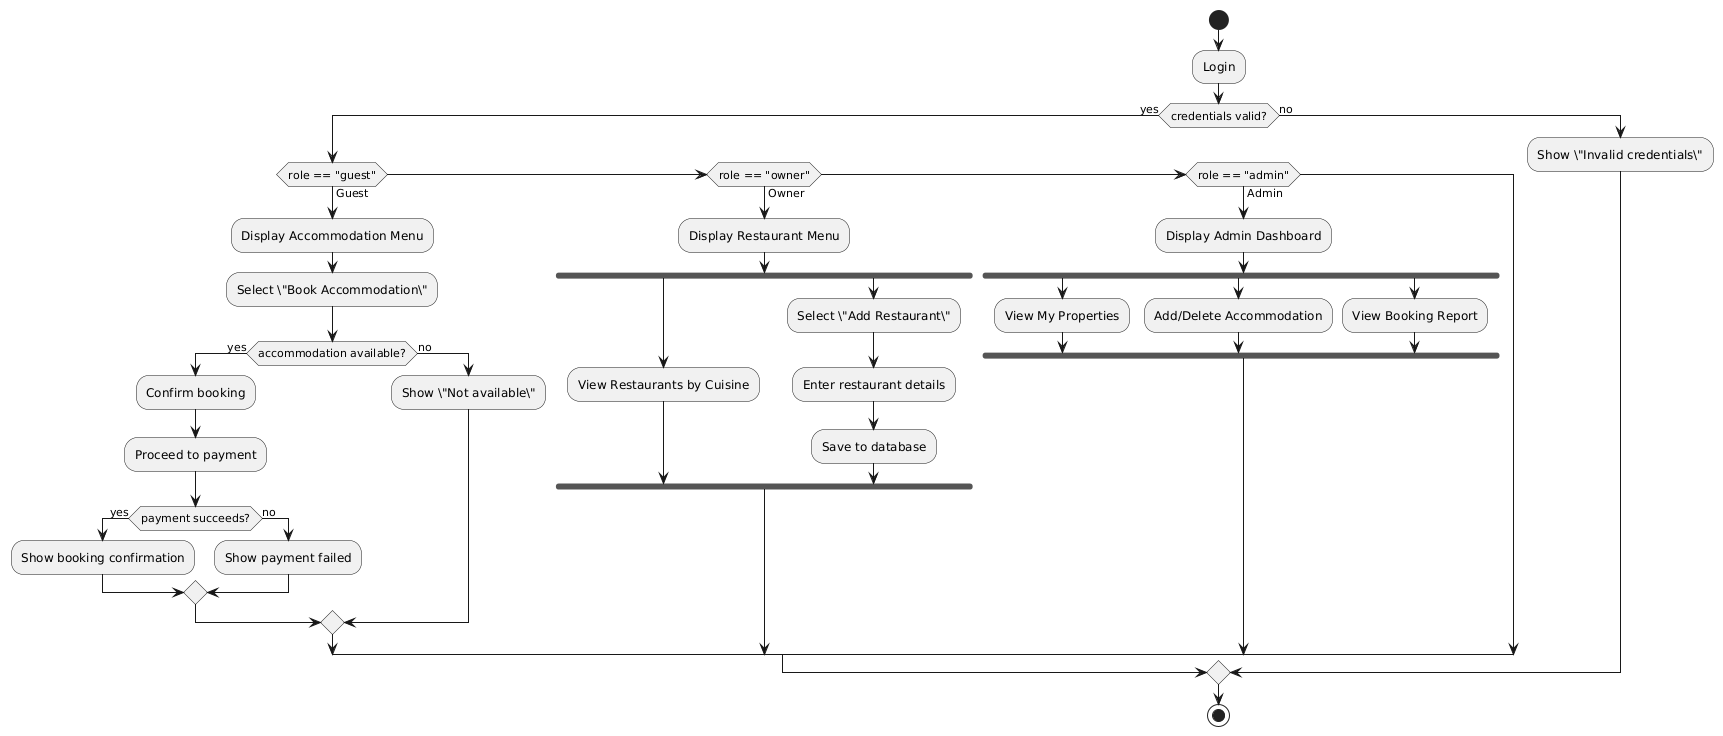 Login
yes
credentials valid?
no
Show \"Invalid credentials\"
role == "guest"
role == "owner"
role == "admin"
Guest
Owner
Admin
Display Accommodation Menu
Display Restaurant Menu
Display Admin Dashboard
Select \"Book Accommodation\"
Select \"Add Restaurant\"
View My Properties
Add/Delete Accommodation
View Booking Report
yes
accommodation available?
no
Confirm booking
Show \"Not available\"
View Restaurants by Cuisine
Enter restaurant details
Proceed to payment
Save to database
yes
payment succeeds?
no
Show booking confirmation
Show payment failed